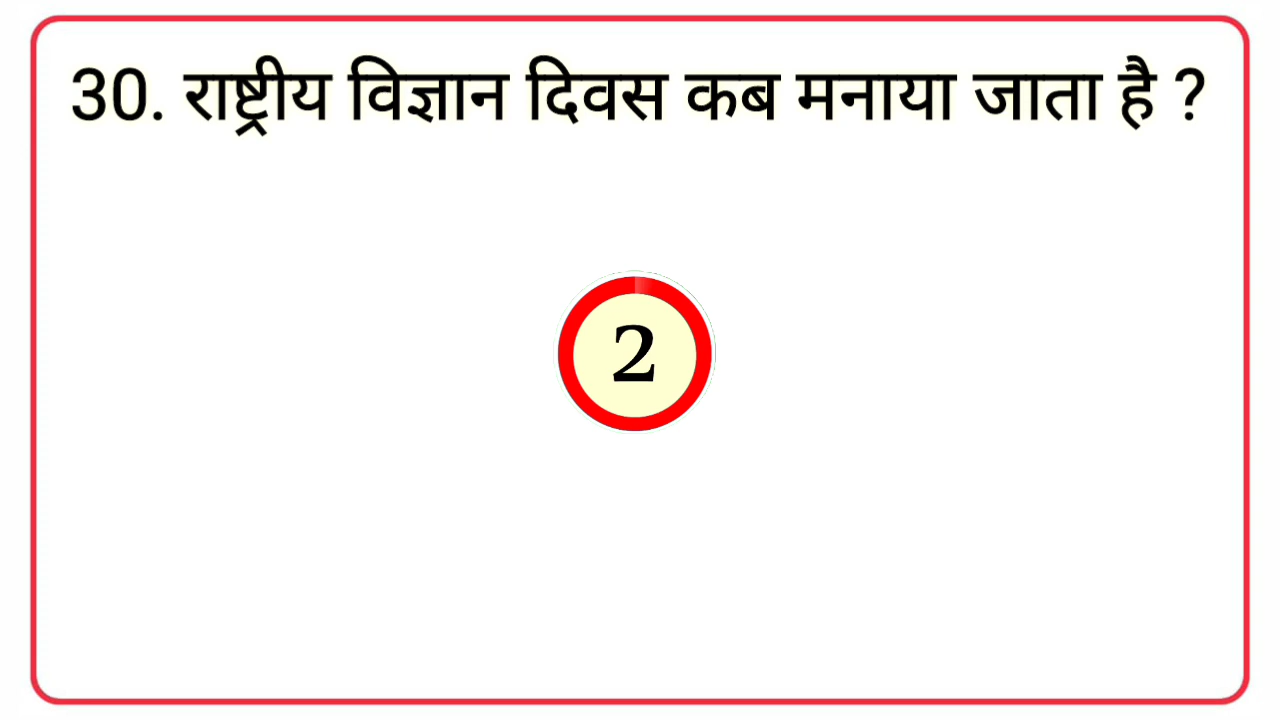 30. राष्ट्रीय विज्ञान दिवस कब मनाया जाता है ?
2